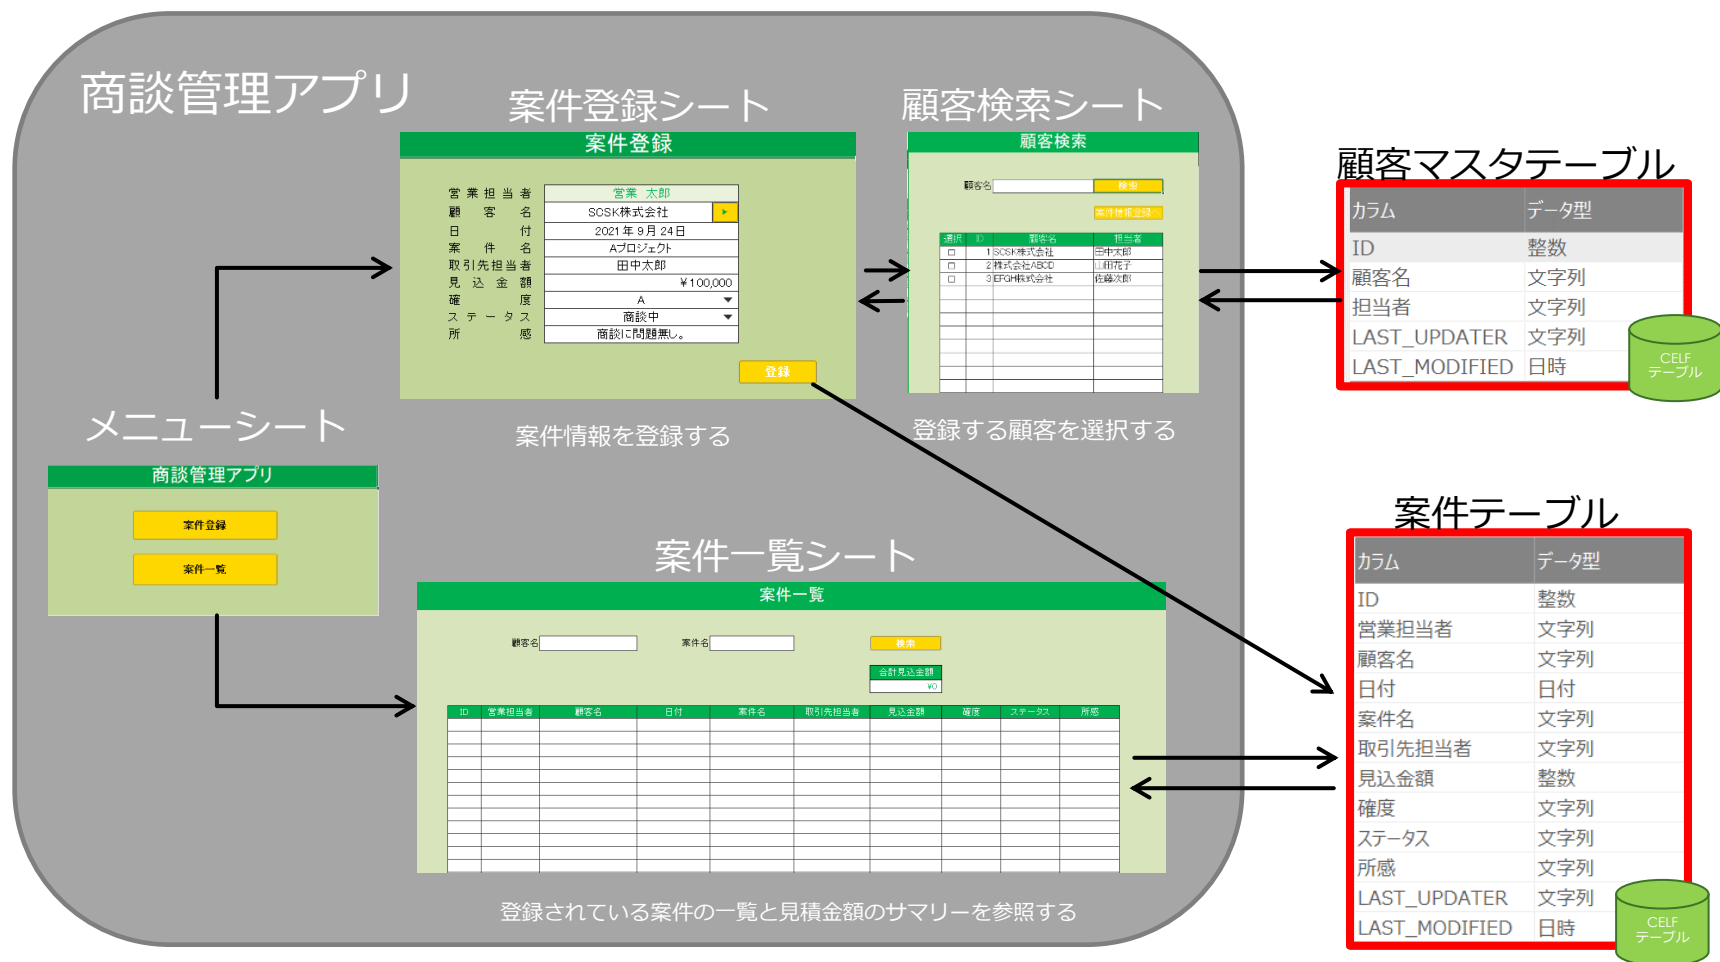 商談管理アプリ
案件登録シート
案件登録
営業担当者 営業 太郎
顧客名 SCSK株式会社
日付 2021年9月24日
案件名 Aプロジェクト
取引先担当者 田中太郎
見込金額 ¥100,000
確度 A
ステータス 商談中
所感 商談に問題無し。
登録
案件情報を登録する
顧客検索シート
顧客検索
顧客名 検索
案件情報登録へ
選択 ID 顧客名 担当者
1 SCSK株式会社 田中太郎
2 株式会社ABCD 山田花子
3 EFGH株式会社 佐藤次郎
登録する顧客を選択する
メニューシート
商談管理アプリ
案件登録
案件一覧
案件一覧シート
案件一覧
顧客名 案件名 検索
合計見込金額
¥0
ID 営業担当者 顧客名 日付 案件名 取引先担当者 見込金額 確度 ステータス 所感
登録されている案件の一覧と見積金額のサマリーを参照する
顧客マスタテーブル
カラム データ型
ID 整数
顧客名 文字列
担当者 文字列
LAST_UPDATER 文字列
LAST_MODIFIED 日時
CELF
テーブル
案件テーブル
カラム データ型
ID 整数
営業担当者 文字列
顧客名 文字列
日付 日付
案件名 文字列
取引先担当者 文字列
見込金額 整数
確度 文字列
ステータス 文字列
所感 文字列
LAST_UPDATER 文字列
LAST_MODIFIED 日時
CELF
テーブル